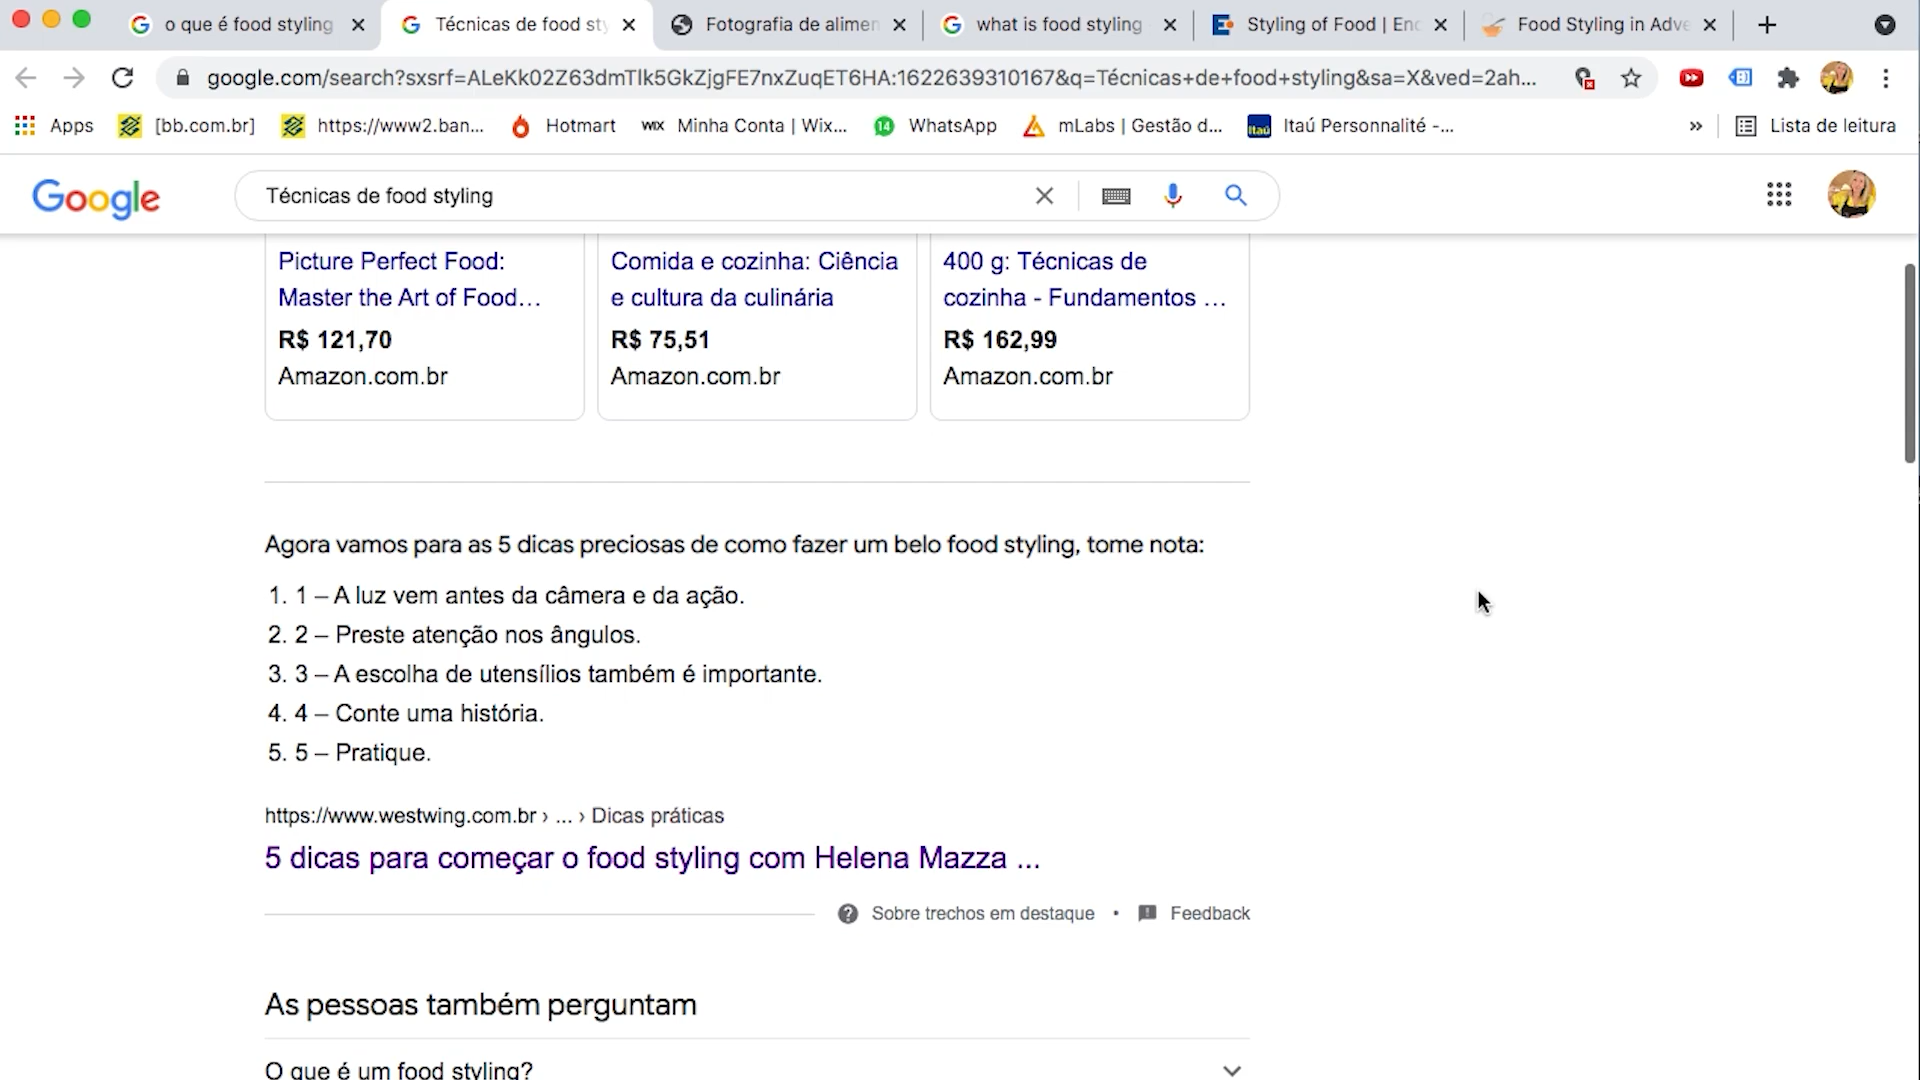 o que é food styling
Técnicas de food sty
Fotografia de alimen
what is food styling
Styling of Food | Enc
Food Styling in Adve
google.com/search?sxsrf=ALeKk02Z63dmTlk5GkZjgFE7nxZuqET6HA:1622639310167&q=Técnicas+de+food+styling&sa=X&ved=2ah...
Apps
[bb.com.br]
https://www2.ban...
Hotmart
WIX Minha Conta | Wix...
14 WhatsApp
mLabs | Gestão d...
Itaú Itaú Personnalité -...
»
Lista de leitura
Google
Técnicas de food styling
Picture Perfect Food:
Master the Art of Food...
R$ 121,70
Amazon.com.br
Comida e cozinha: Ciência
e cultura da culinária
R$ 75,51
Amazon.com.br
400 g: Técnicas de
cozinha - Fundamentos ...
R$ 162,99
Amazon.com.br
Agora vamos para as 5 dicas preciosas de como fazer um belo food styling, tome nota:
1. 1 – A luz vem antes da câmera e da ação.
2. 2 – Preste atenção nos ângulos.
3. 3 – A escolha de utensílios também é importante.
4. 4 – Conte uma história.
5. 5 – Pratique.
https://www.westwing.com.br › ... › Dicas práticas
5 dicas para começar o food styling com Helena Mazza ...
Sobre trechos em destaque • Feedback
As pessoas também perguntam
O que é um food styling?